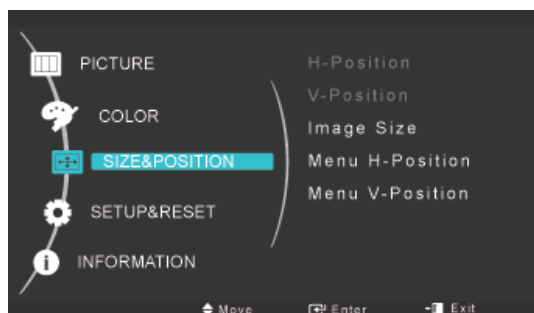 PICTURE
COLOR
SIZE&POSITION
SETUP&RESET
INFORMATION
H-Position
V-Position
Image Size
Menu H-Position
Menu V-Position
Move Enter Exit